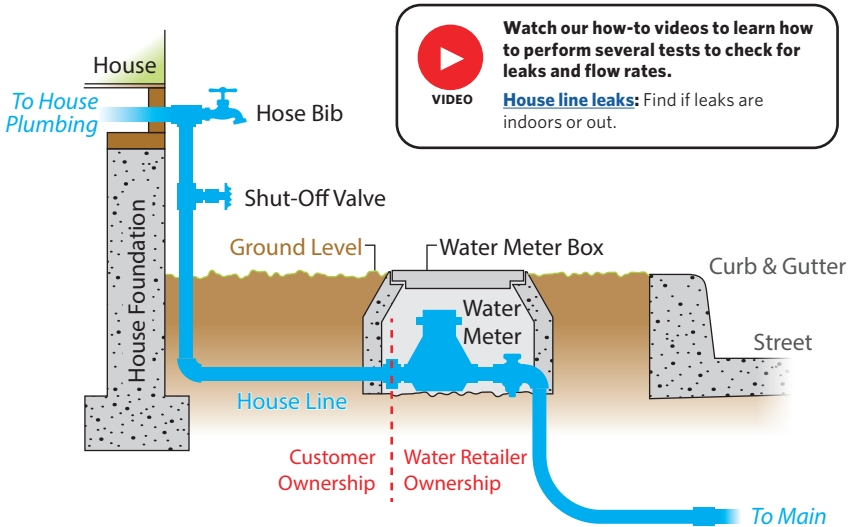 Watch our how-to videos to learn how
to perform several tests to check for
leaks and flow rates.
VIDEO
House line leaks: Find if leaks are
indoors or out.
House
To House
Plumbing
Hose Bib
Shut-Off Valve
Ground Level
Water Meter Box
Curb & Gutter
House Foundation
Water
Meter
Street
House Line
Customer
Ownership
Water Retailer
Ownership
To Main